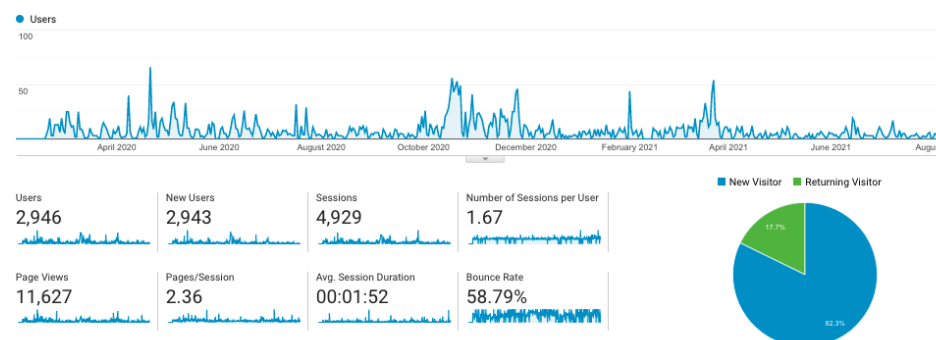 Users
100
50
April 2020 June 2020 August 2020 October 2020 December 2020 February 2021 April 2021 June 2021 Augu
New Visitor Returning Visitor
Users New Users Sessions Number of Sessions per User
2,946 2,943 4,929 1.67
17.7%
Page Views Pages/Session Avg. Session Duration Bounce Rate
11,627 2.36 00:01:52 58.79%
82.3%